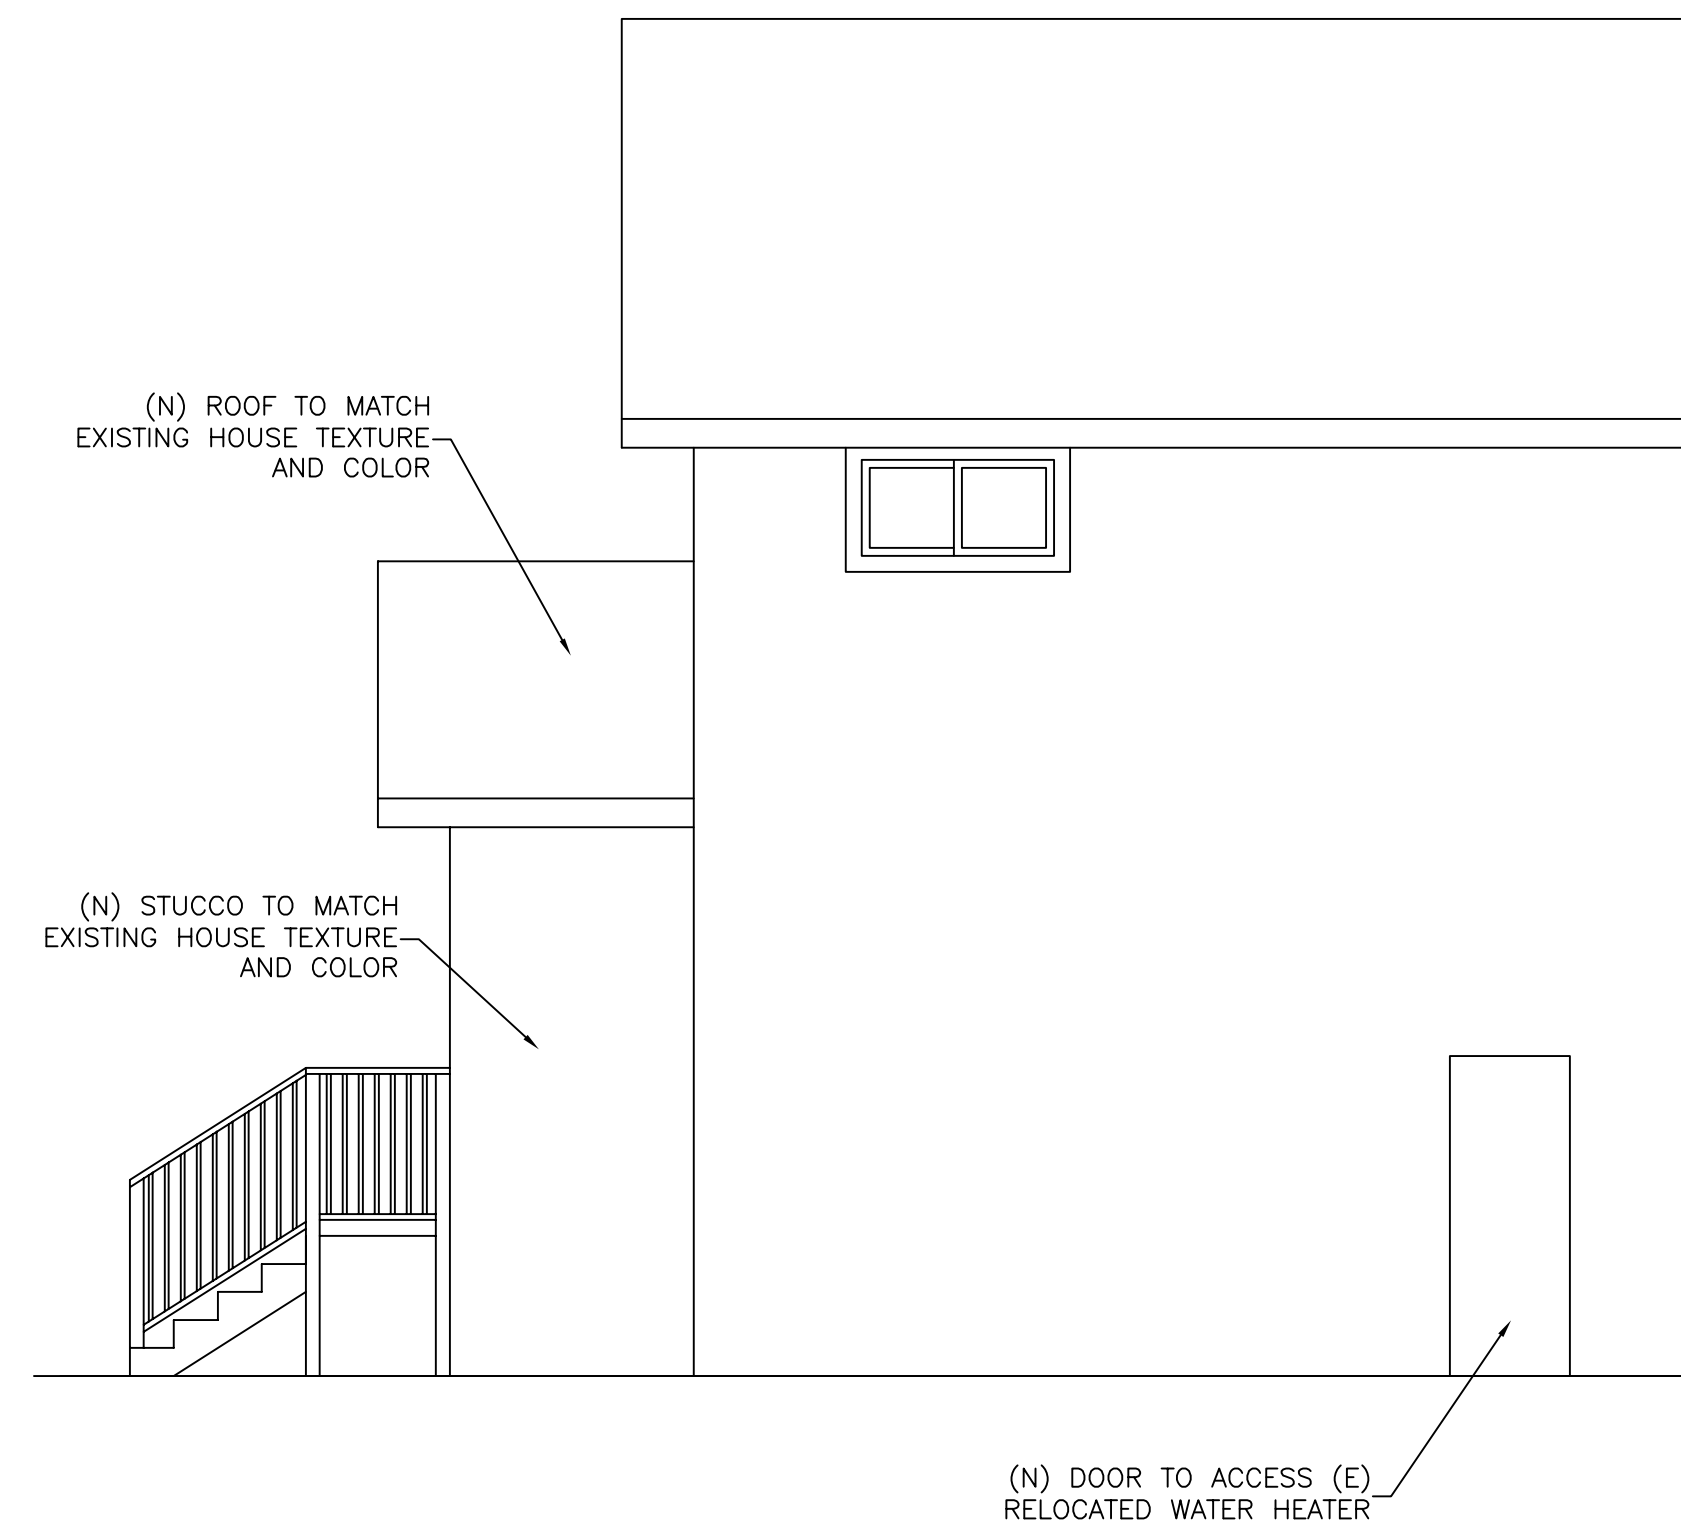 (N) ROOF TO MATCH
EXISTING HOUSE TEXTURE
AND COLOR
(N) STUCCO TO MATCH
EXISTING HOUSE TEXTURE
AND COLOR
(N) DOOR TO ACCESS (E)
RELOCATED WATER HEATER